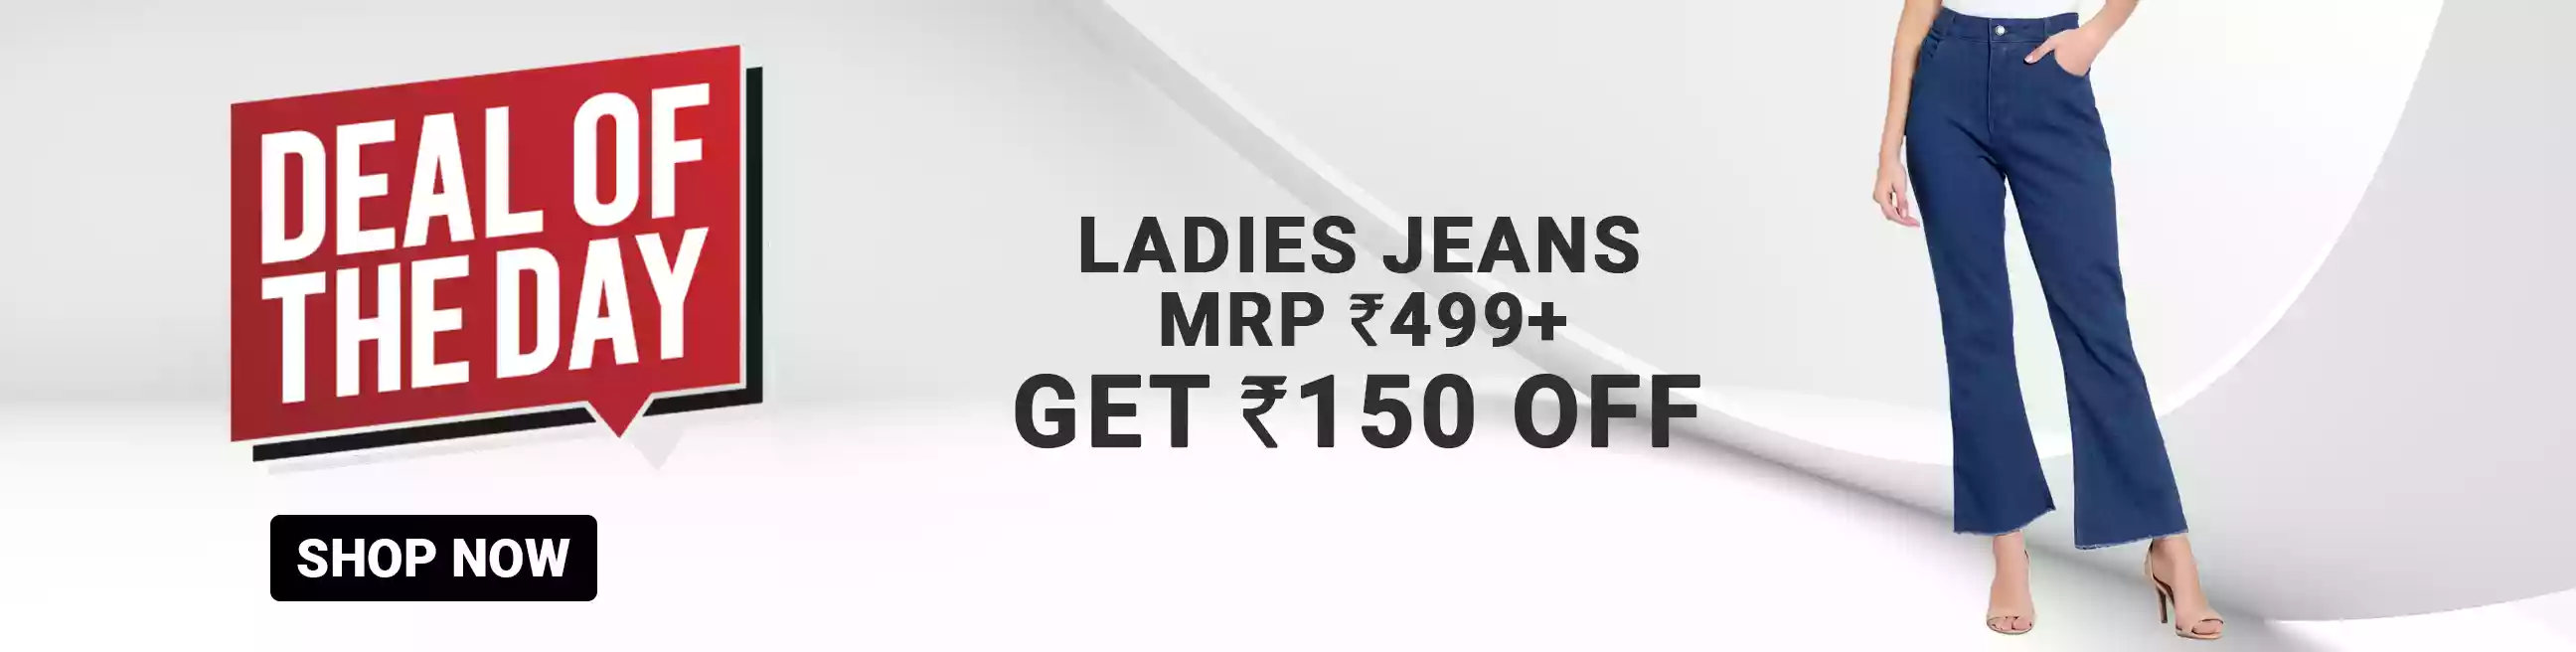 DEAL OF
THE DAY
SHOP NOW
LADIES JEANS
MRP ₹499+
GET ₹150 OFF